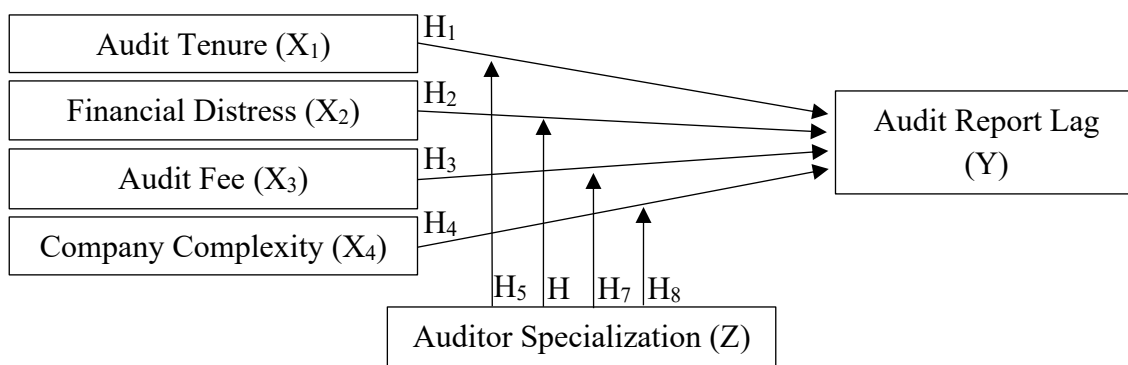 Audit Tenure (X₁)
H₁
Financial Distress (X₂)
H₂
Audit Fee (X₃)
H₃
Company Complexity (X₄)
H₄
Audit Report Lag
(Y)
H₅ H H₇ H₈
Auditor Specialization (Z)